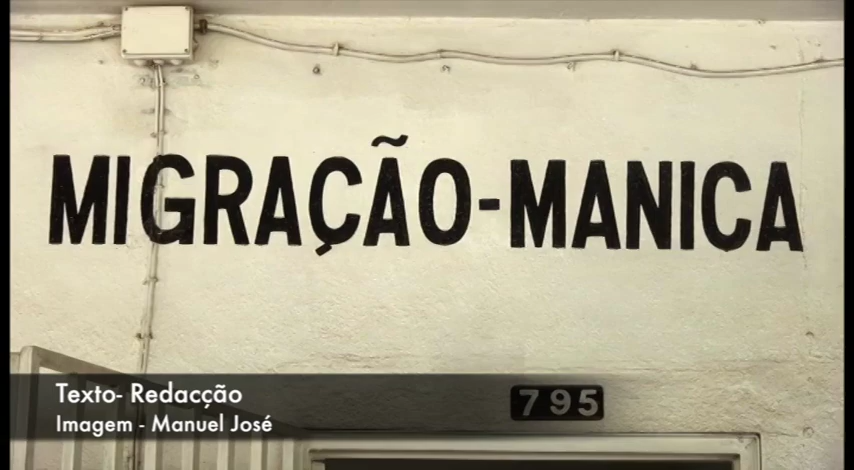 MIGRAÇÃO-MANICA
795
Texto- Redacção
Imagem - Manuel José